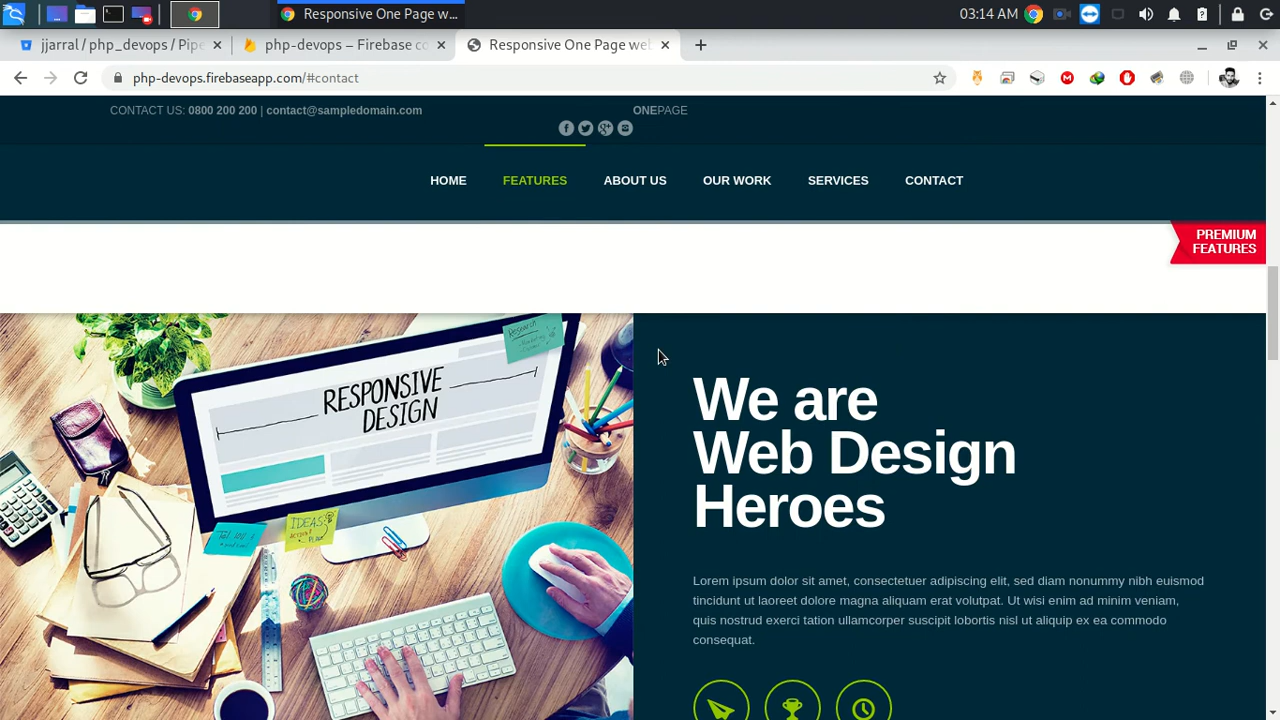 Responsive One Page w...
03:14 AM
jjarral / php_devops / Pipe
php-devops – Firebase co
Responsive One Page web
php-devops.firebaseapp.com/#contact
CONTACT US: 0800 200 200 | contact@sampledomain.com
ONEPAGE
HOME
FEATURES
ABOUT US
OUR WORK
SERVICES
CONTACT
PREMIUM
FEATURES
Research
RESPONSIVE
DESIGN
IDEAS:
We are
Web Design
Heroes
Lorem ipsum dolor sit amet, consectetuer adipiscing elit, sed diam nonummy nibh euismod
tincidunt ut laoreet dolore magna aliquam erat volutpat. Ut wisi enim ad minim veniam,
quis nostrud exerci tation ullamcorper suscipit lobortis nisl ut aliquip ex ea commodo
consequat.